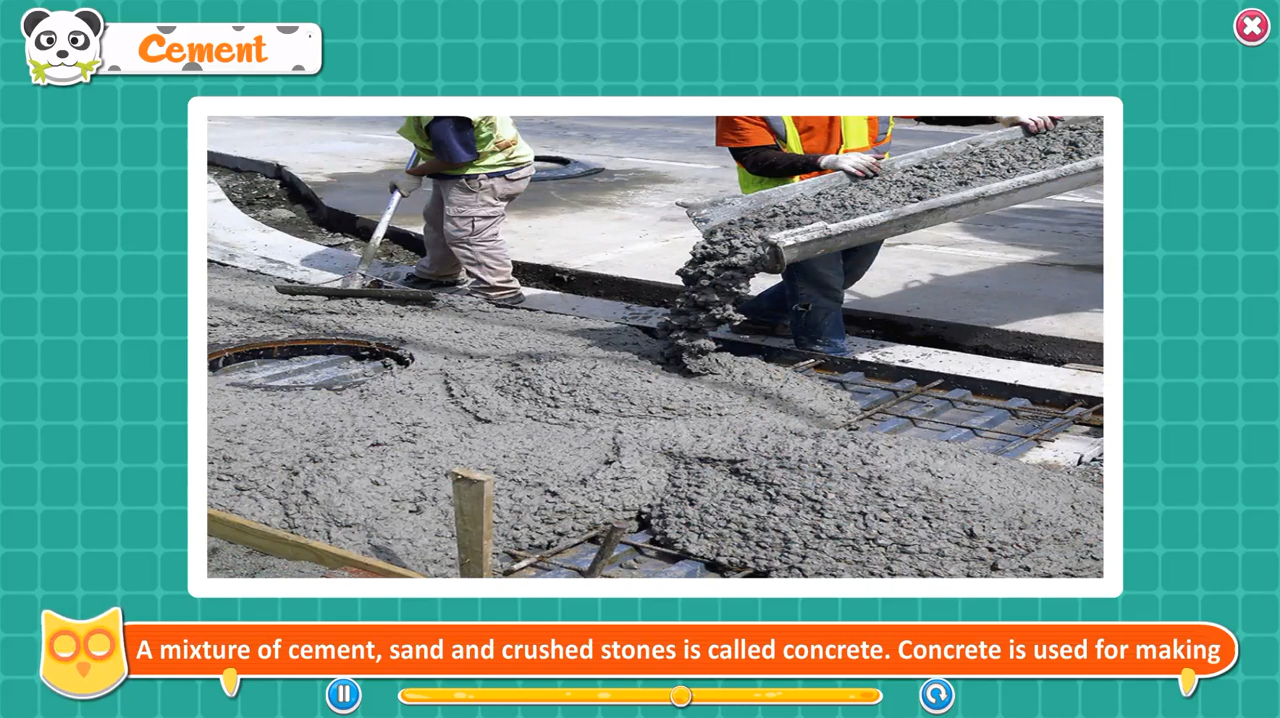 Cement
A mixture of cement, sand and crushed stones is called concrete. Concrete is used for making